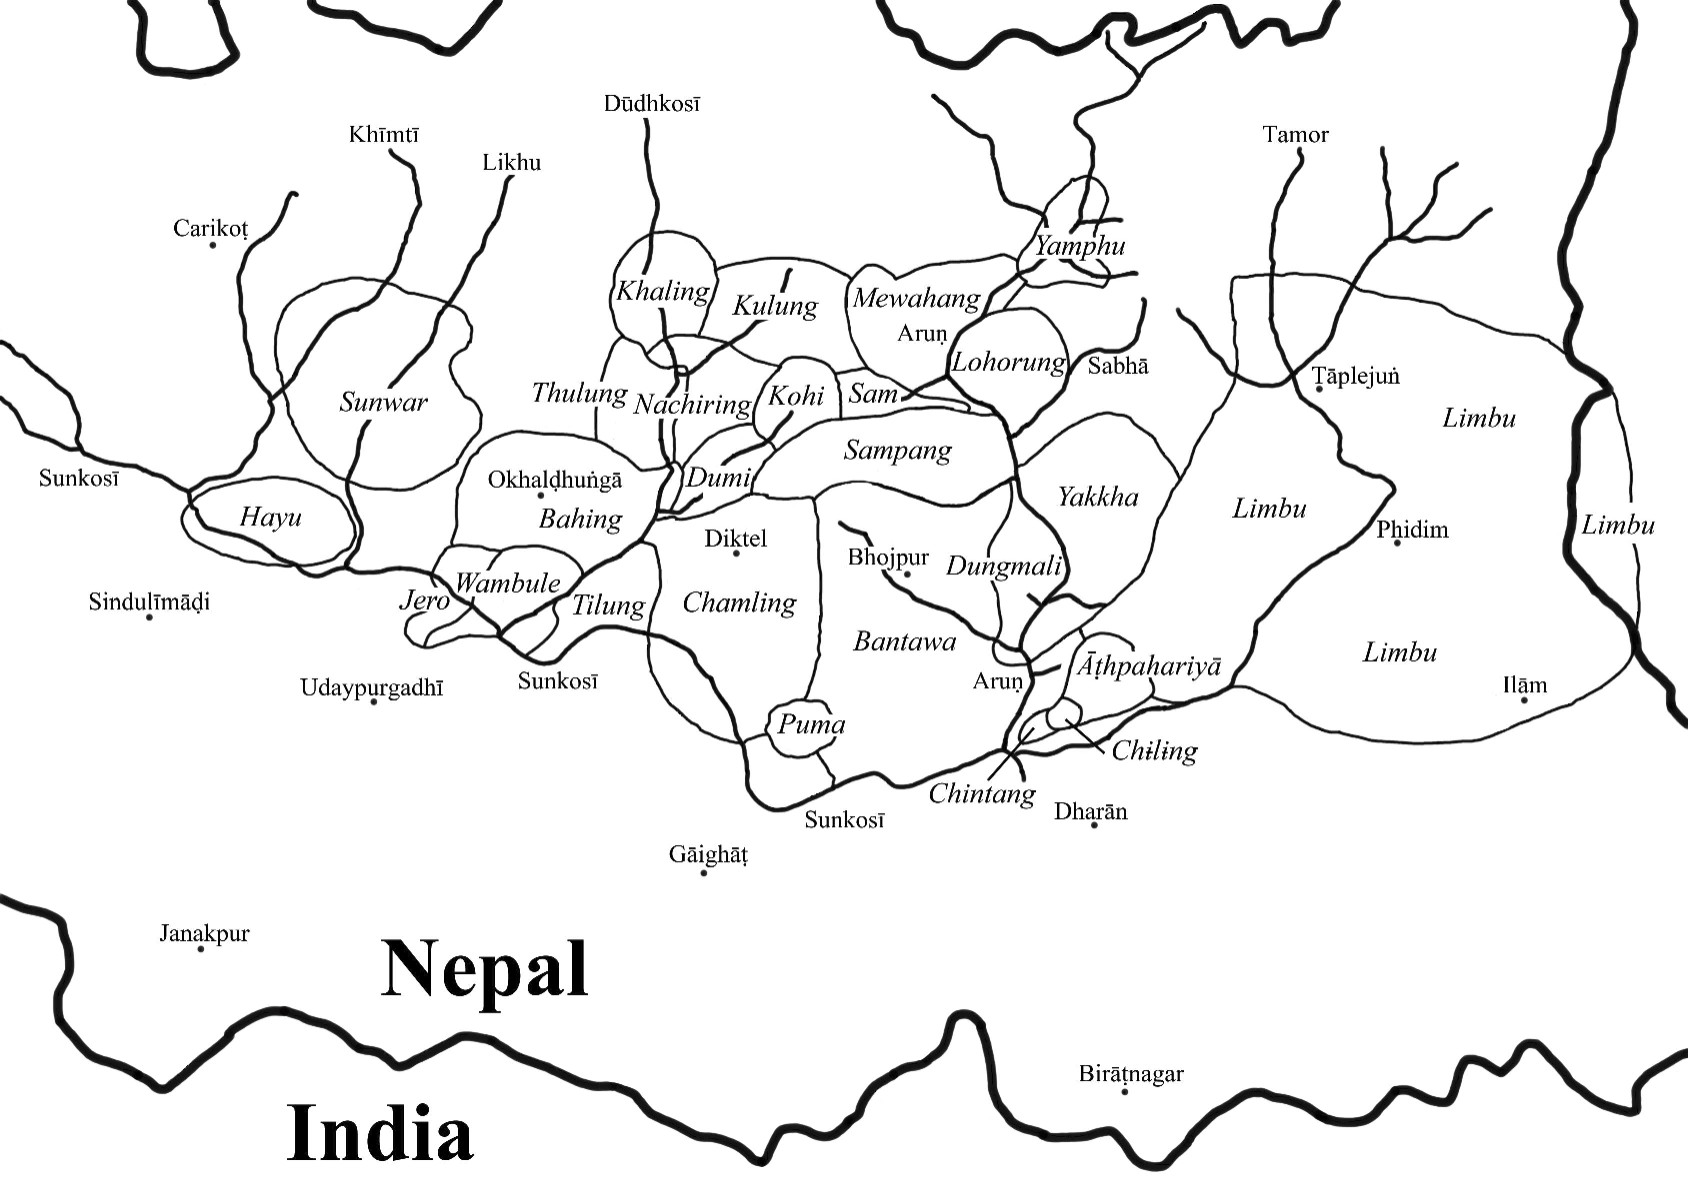 Dūdhkosī
Khīmtī
Tamor
Likhu
Carikoṭ
Yamphu
Khaling
Kulung
Mewahang
Aruṇ
Lohorung
Sabhā
Tāplejuṅ
Thulung
Nachiring
Kohi
Sam
Sunwar
Limbu
Sampang
Sunkosī
Okhalḍhuṅgā
Dumi
Yakkha
Limbu
Hayu
Bahing
Diktel
Phidim
Limbu
Bhojpur
Dungmali
Wambule
Jero
Tilung
Chamling
Sindulīmāḍi
Bantawa
Limbu
Āṭhpahariyā
Udaypurgadhī
Sunkosī
Aruṇ
Ilām
Puma
Chɨlɨng
Chintang
Sunkosī
Dharān
Gāighāṭ
Janakpur
Nepal
Birāṭnagar
India